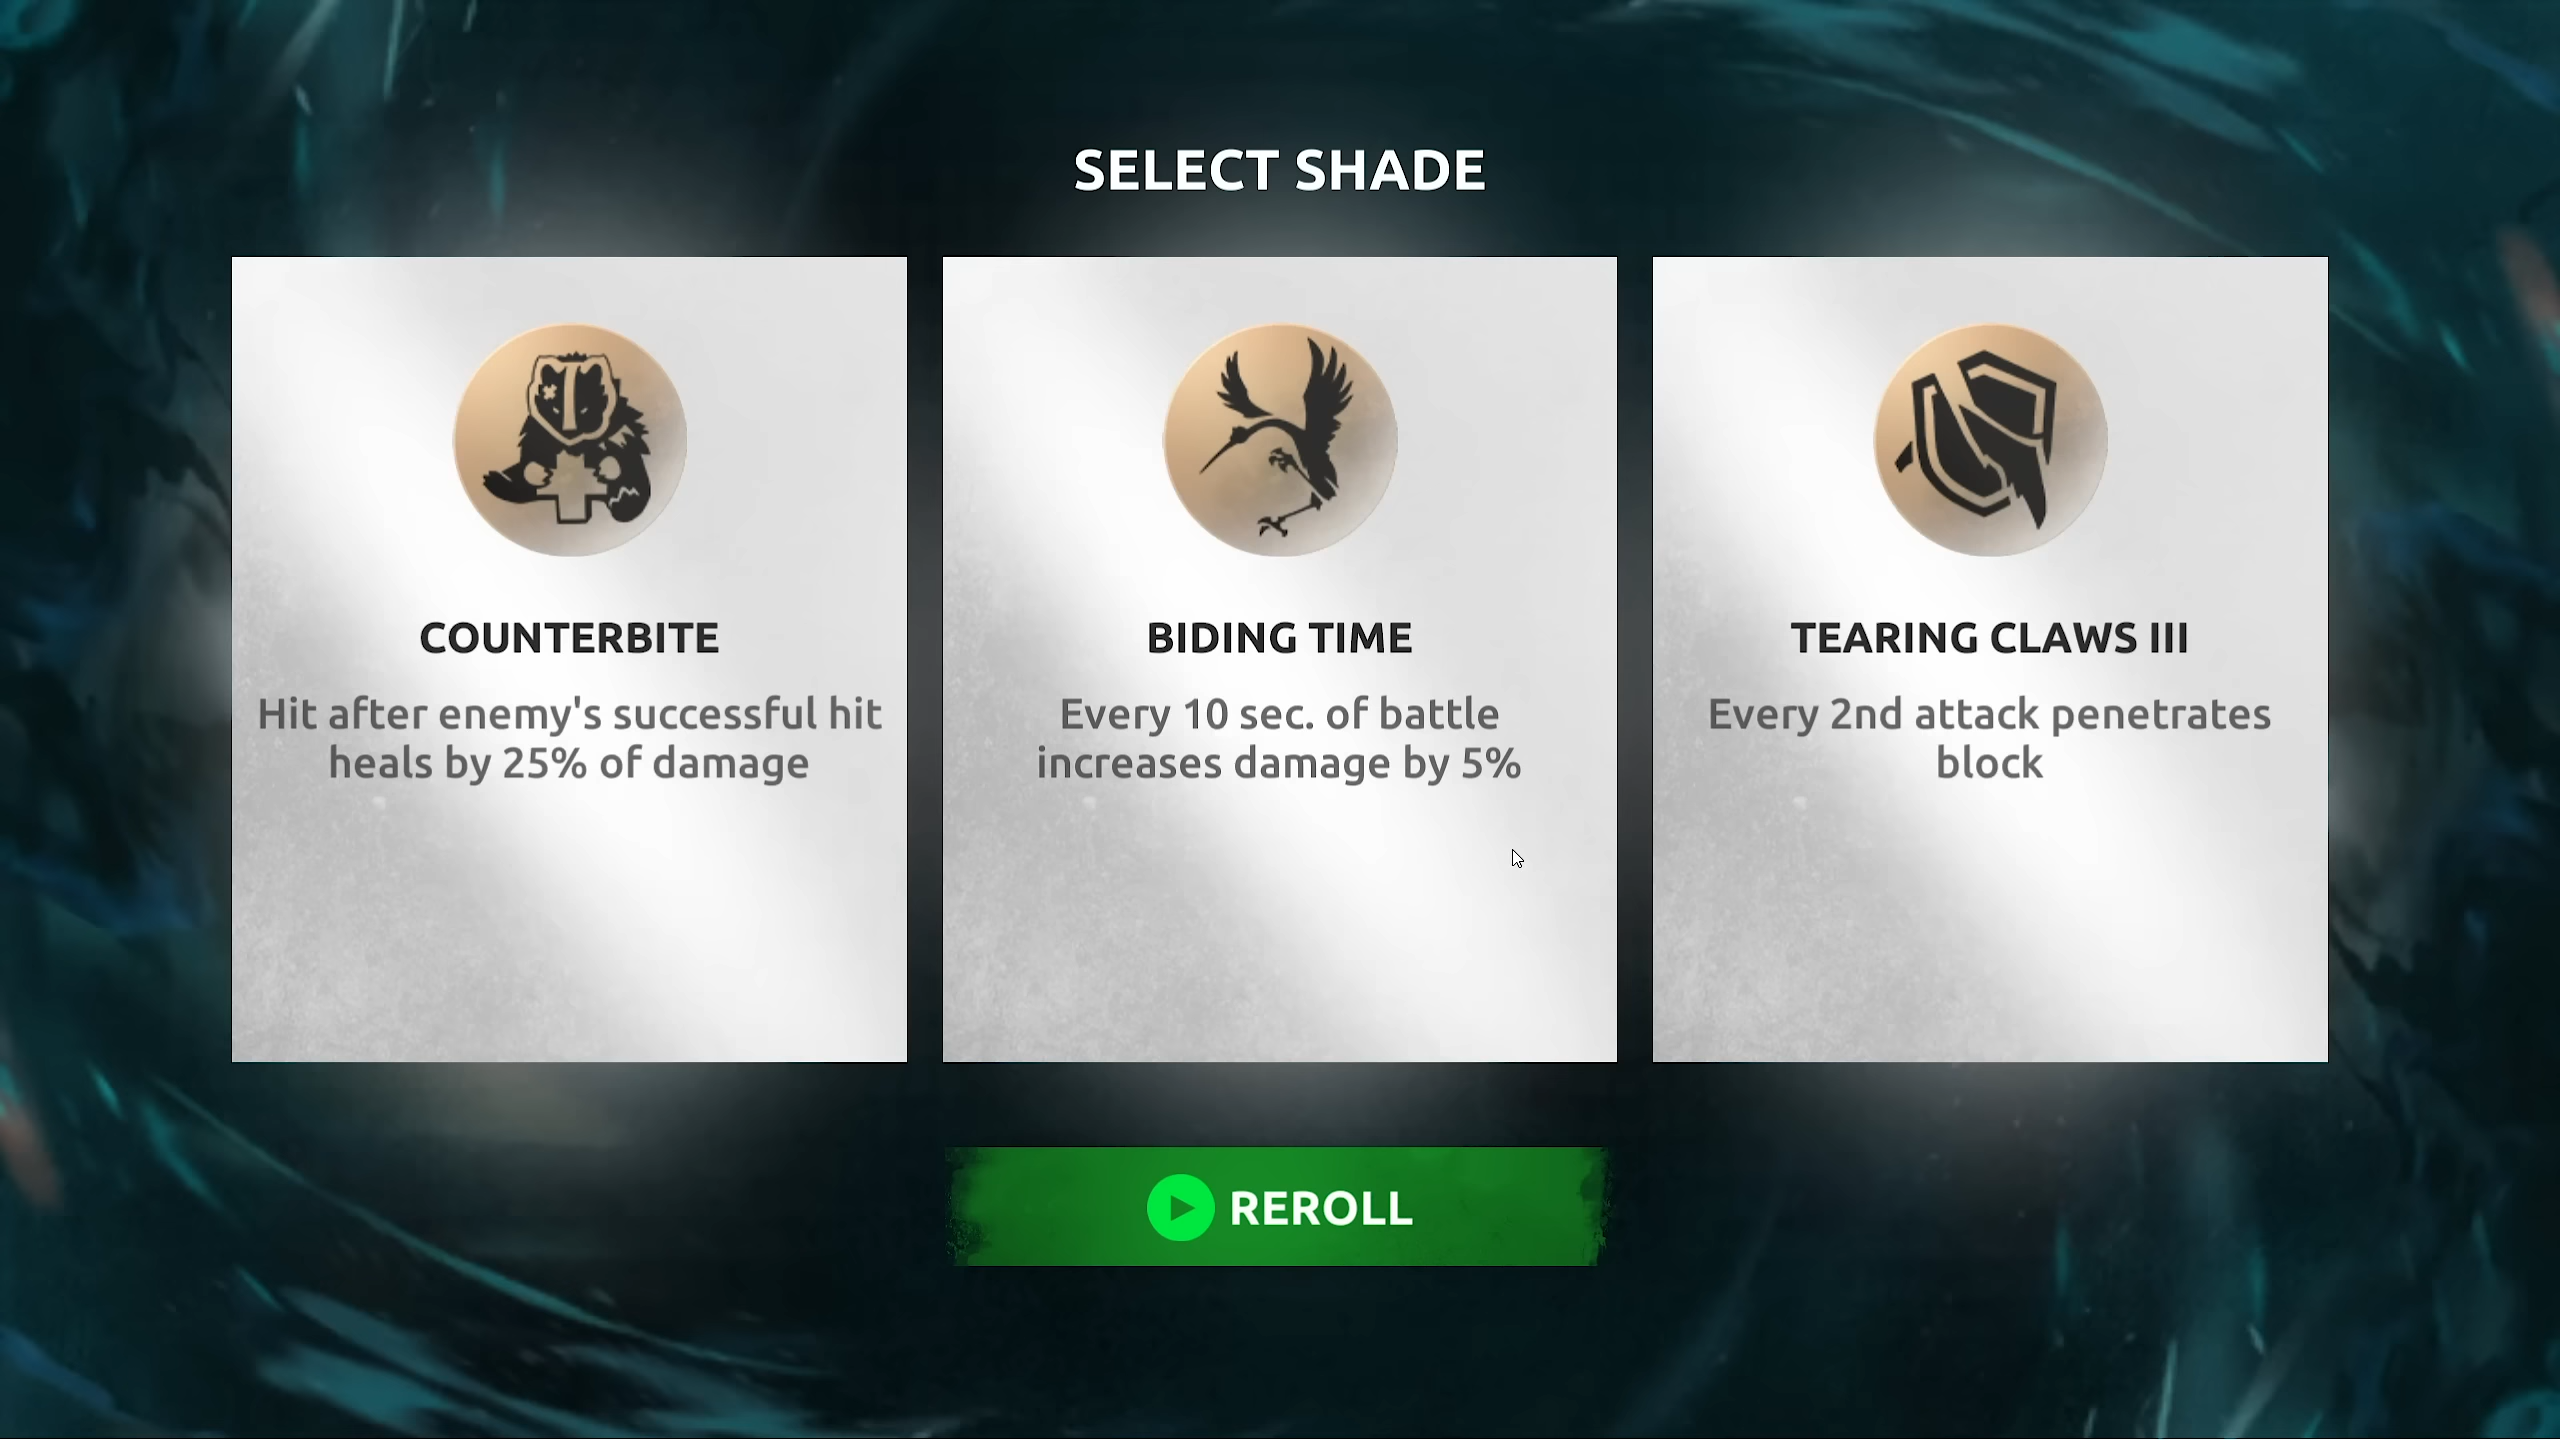 SELECT SHADE
COUNTERBITE
Hit after enemy's successful hit
heals by 25% of damage
BIDING TIME
Every 10 sec. of battle
increases damage by 5%
TEARING CLAWS III
Every 2nd attack penetrates
block
REROLL